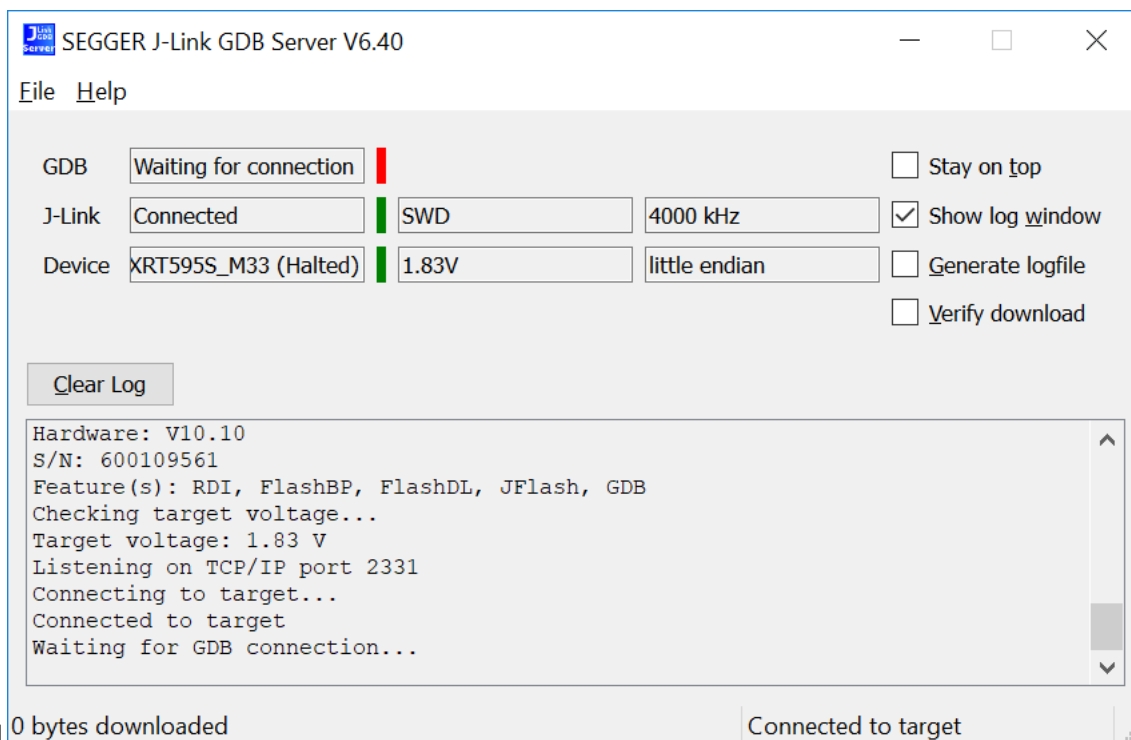 J-Link GDB Server
SEGGER J-Link GDB Server V6.40
File Help
GDB Waiting for connection Stay on top
J-Link Connected SWD 4000 kHz Show log window
Device XRT595S_M33 (Halted) 1.83V little endian Generate logfile
Verify download
Clear Log
Hardware: V10.10
S/N: 600109561
Feature(s): RDI, FlashBP, FlashDL, JFlash, GDB
Checking target voltage...
Target voltage: 1.83 V
Listening on TCP/IP port 2331
Connecting to target...
Connected to target
Waiting for GDB connection...
0 bytes downloaded Connected to target